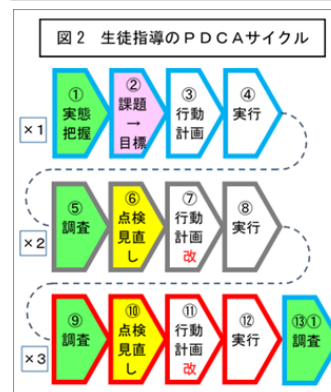 図２ 生徒指導のＰＤＣＡサイクル
×1
①
実態
把握
②
課題
→
目標
③
行動
計画
④
実行
×2
⑤
調査
⑥
点検
見直
し
⑦
行動
計画
改
⑧
実行
×3
⑨
調査
⑩
点検
見直
し
⑪
行動
計画
改
⑫
実行
⑬①
調査